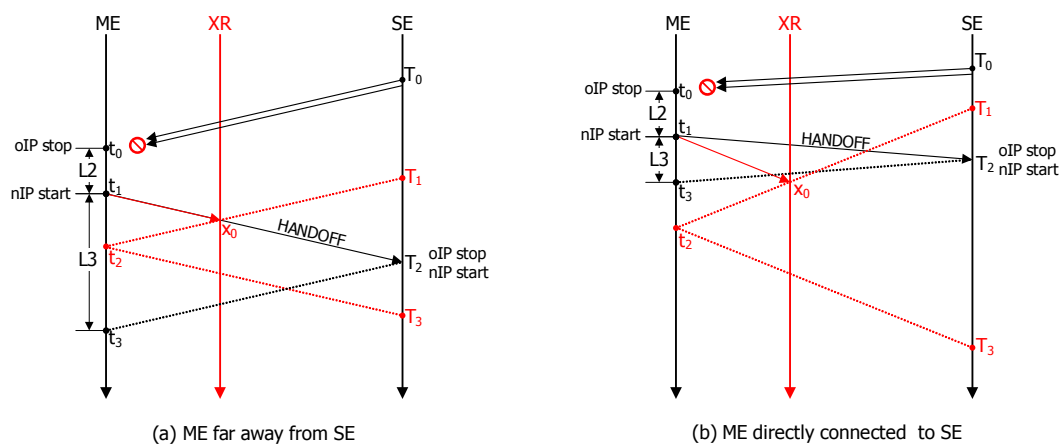 ME XR SE
T0
oIP stop
t0
L2
nIP start
t1
T1
x0
HANDOFF
L3
t2
T2
oIP stop
nIP start
T3
t3
(a) ME far away from SE
ME XR SE
T0
oIP stop
t0
L2
T1
nIP start
t1
HANDOFF
L3
T2
oIP stop
nIP start
t3
x0
t2
T3
(b) ME directly connected to SE